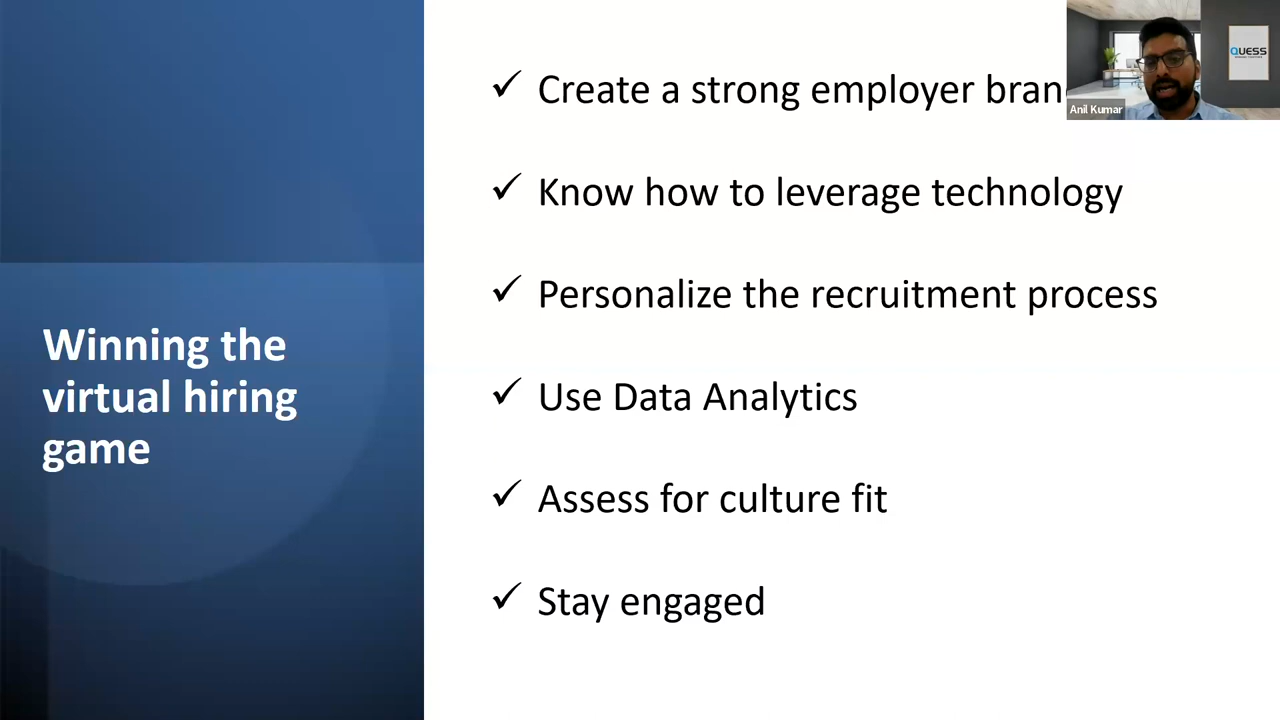 Winning the
virtual hiring
game
✓ Create a strong employer bran
✓ Know how to leverage technology
✓ Personalize the recruitment process
✓ Use Data Analytics
✓ Assess for culture fit
✓ Stay engaged
QUESS
Anil Kumar